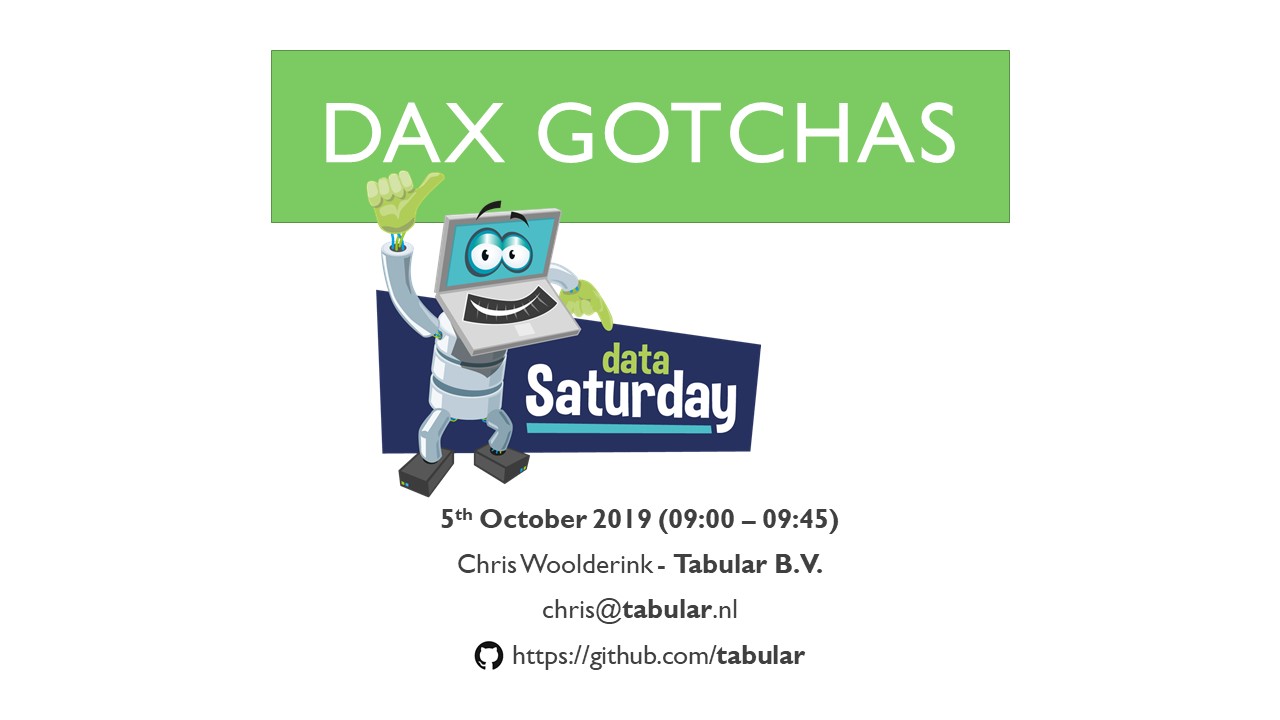 DAX GOTCHAS
data
Saturday
5th October 2019 (09:00 – 09:45)
Chris Woolderink - Tabular B.V.
chris@tabular.nl
https://github.com/tabular